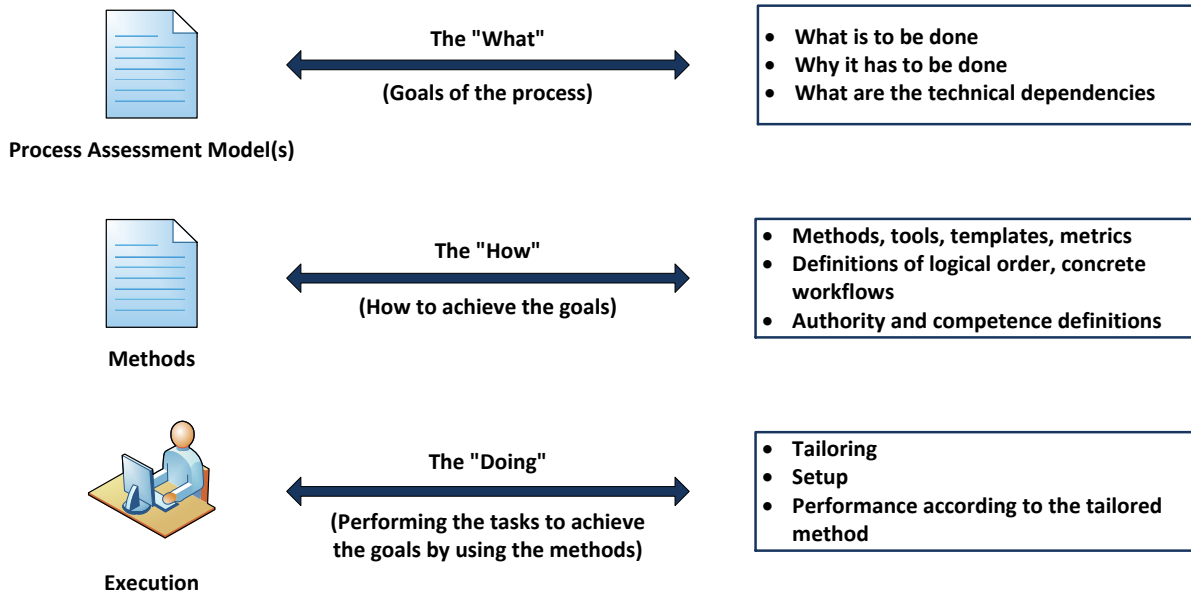 The "What"
(Goals of the process)
Process Assessment Model(s)
• What is to be done
• Why it has to be done
• What are the technical dependencies
The "How"
(How to achieve the goals)
Methods
• Methods, tools, templates, metrics
• Definitions of logical order, concrete
workflows
• Authority and competence definitions
The "Doing"
(Performing the tasks to achieve
the goals by using the methods)
Execution
• Tailoring
• Setup
• Performance according to the tailored
method